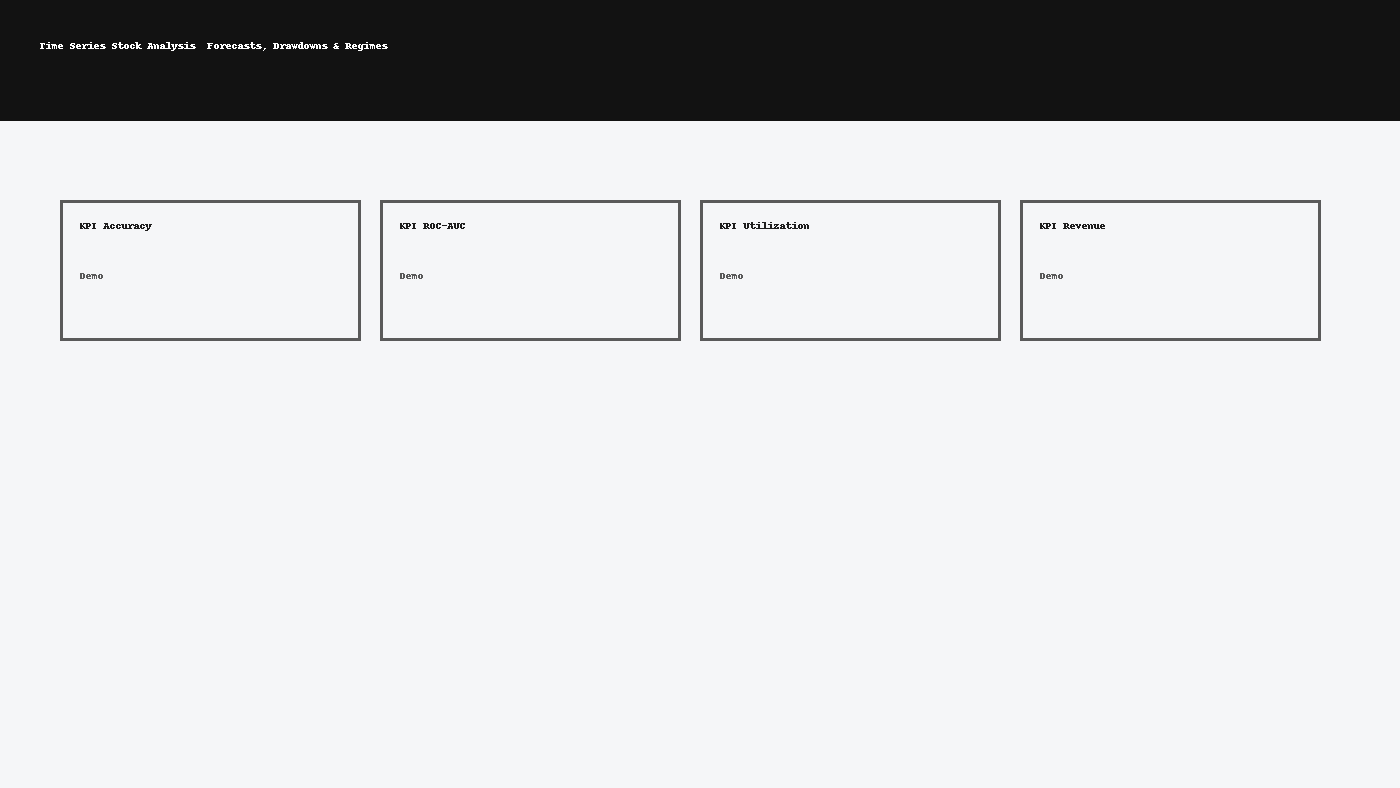 Time Series Stock Analysis  Forecasts, Drawdowns & Regimes
KPI Accuracy
Demo
KPI ROC-AUC
Demo
KPI Utilization
Demo
KPI Revenue
Demo